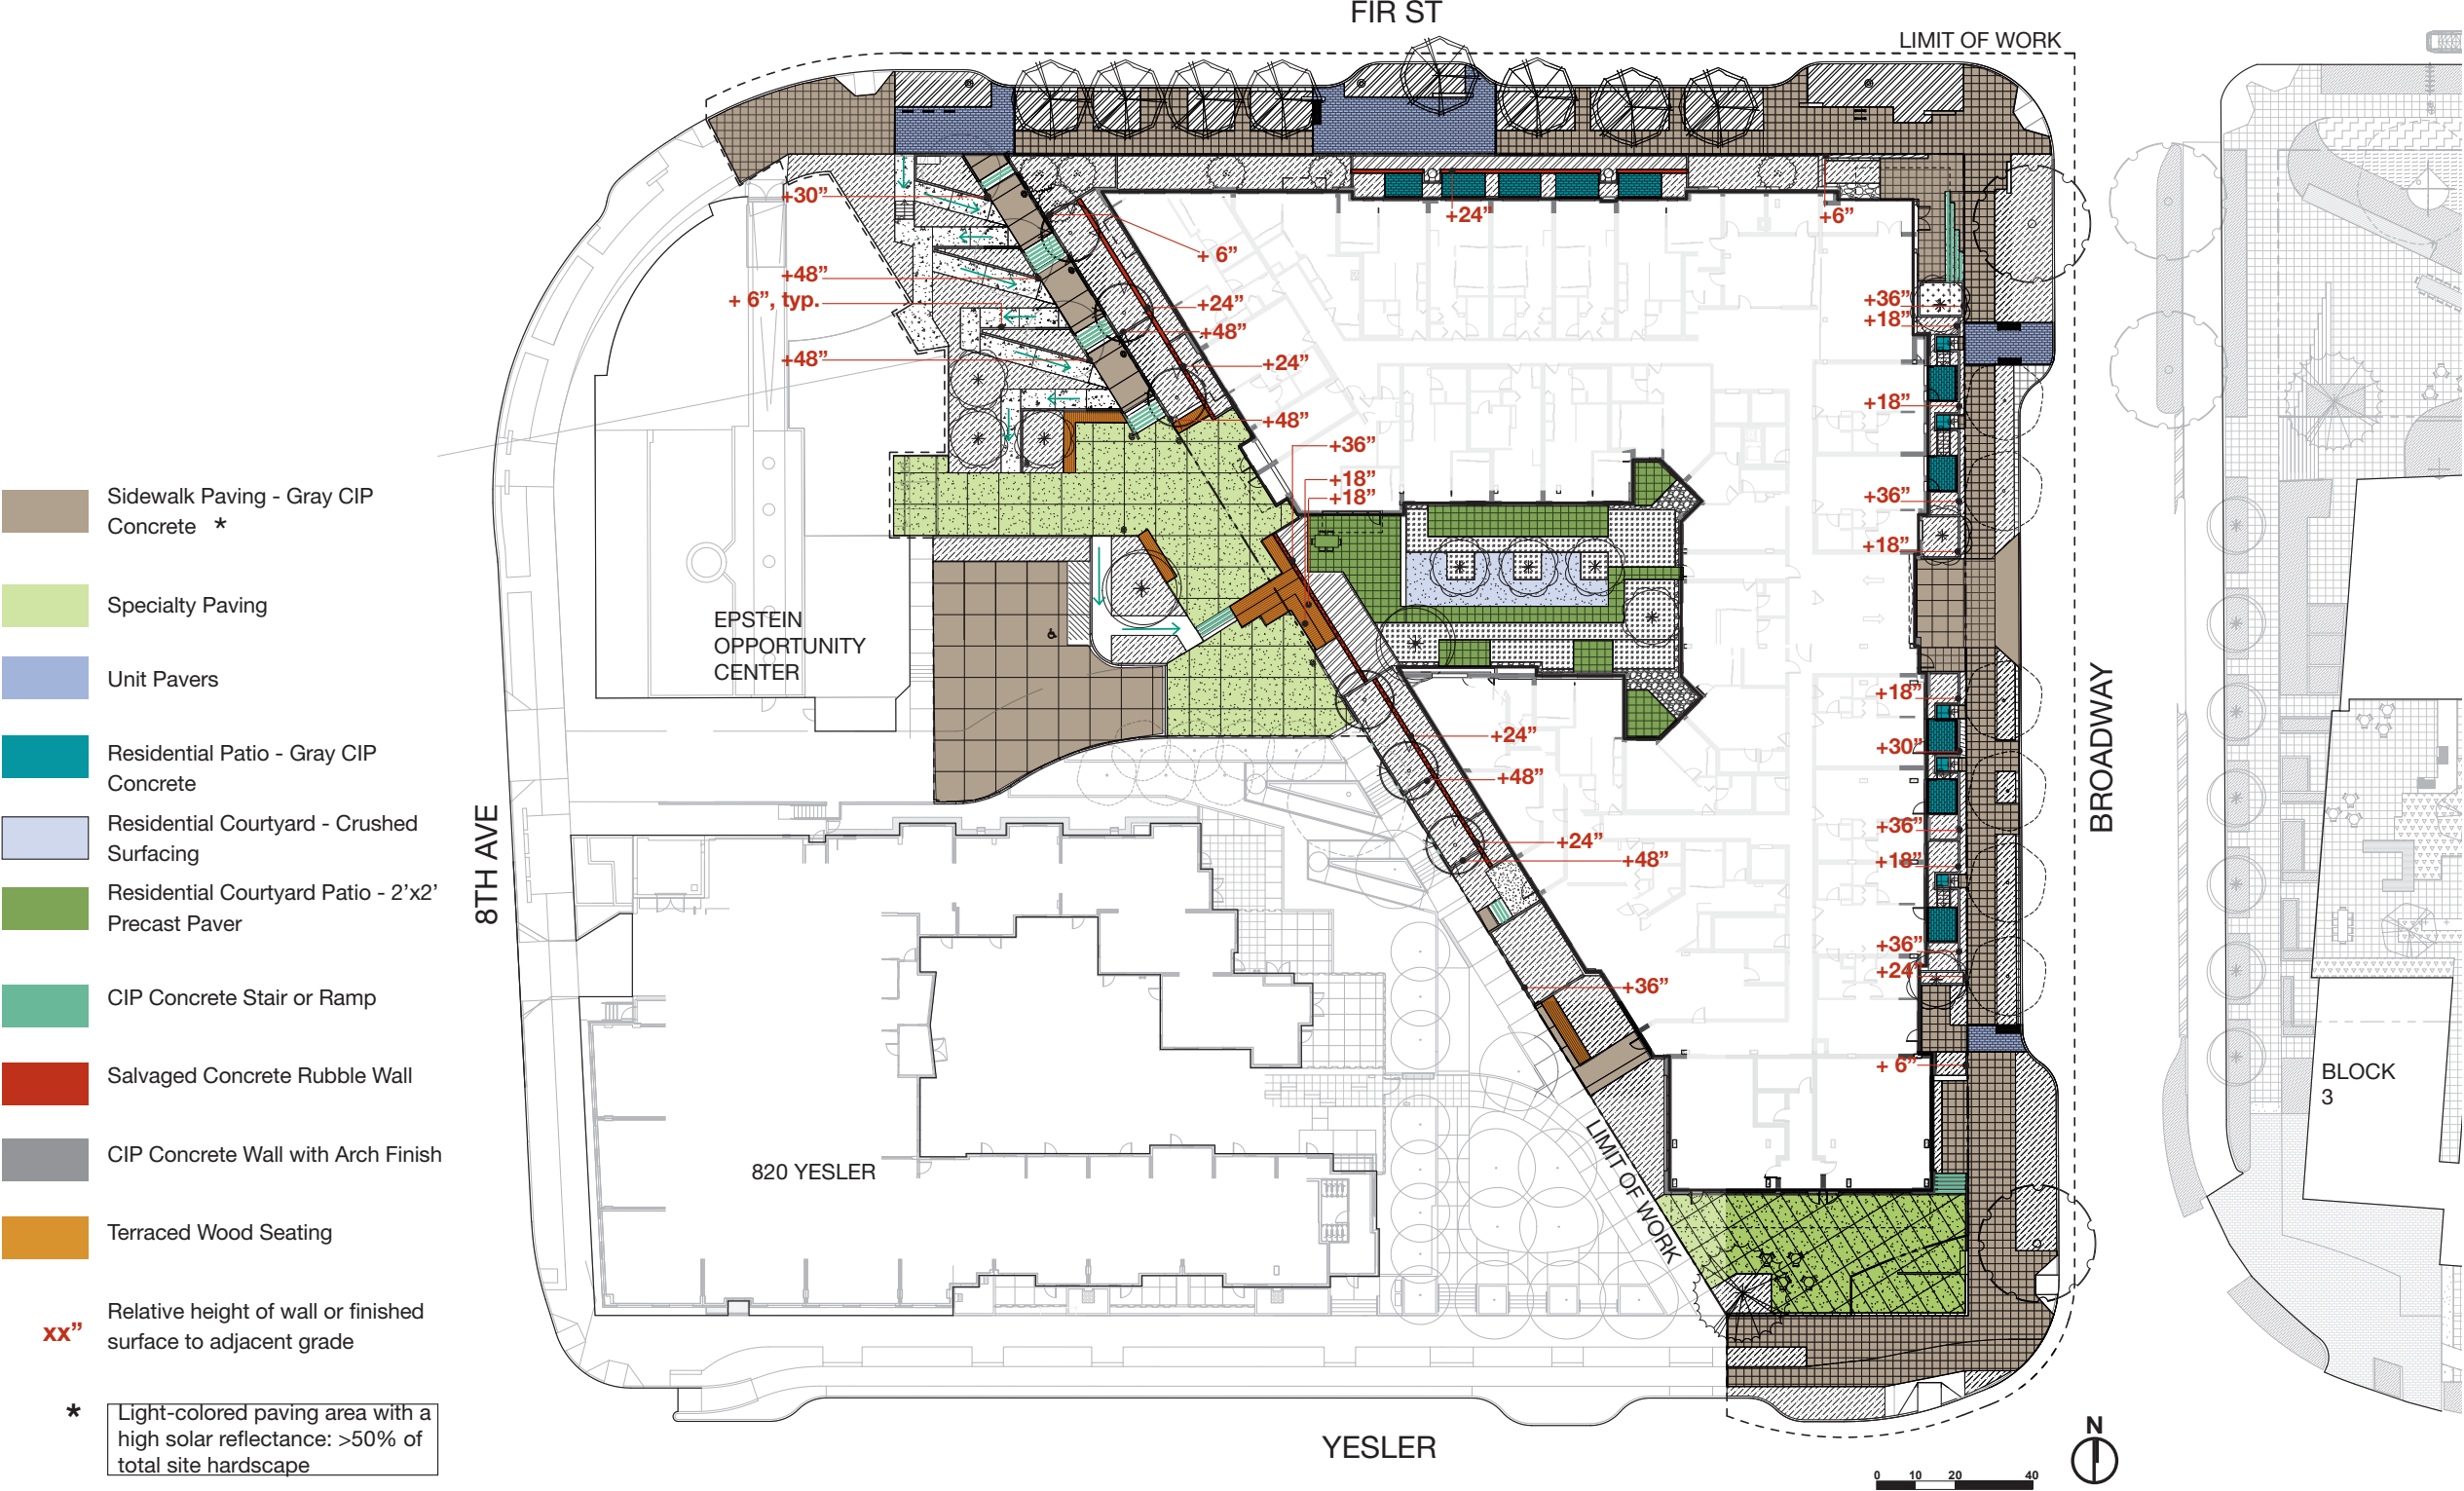 FIR ST
LIMIT OF WORK
+30”
+24”
+6”
+ 6”
+48”
+ 6”, typ.
+24”
+48”
+48”
+24”
+48”
+36”
+18”
+18”
+36”
+18”
+18”
+36”
+18”
+18”
+30”
+36”
+18”
+36”
+24”
+ 6”
+24”
+48”
+24”
+48”
+36”
Sidewalk Paving - Gray CIP
Concrete *
Specialty Paving
Unit Pavers
Residential Patio - Gray CIP
Concrete
Residential Courtyard - Crushed
Surfacing
Residential Courtyard Patio - 2’x2’
Precast Paver
CIP Concrete Stair or Ramp
Salvaged Concrete Rubble Wall
CIP Concrete Wall with Arch Finish
Terraced Wood Seating
xx” Relative height of wall or finished
surface to adjacent grade
* Light-colored paving area with a
high solar reflectance: >50% of
total site hardscape
EPSTEIN
OPPORTUNITY
CENTER
8TH AVE
820 YESLER
LIMIT OF WORK
BROADWAY
BLOCK
3
YESLER
N
0 10 20 40